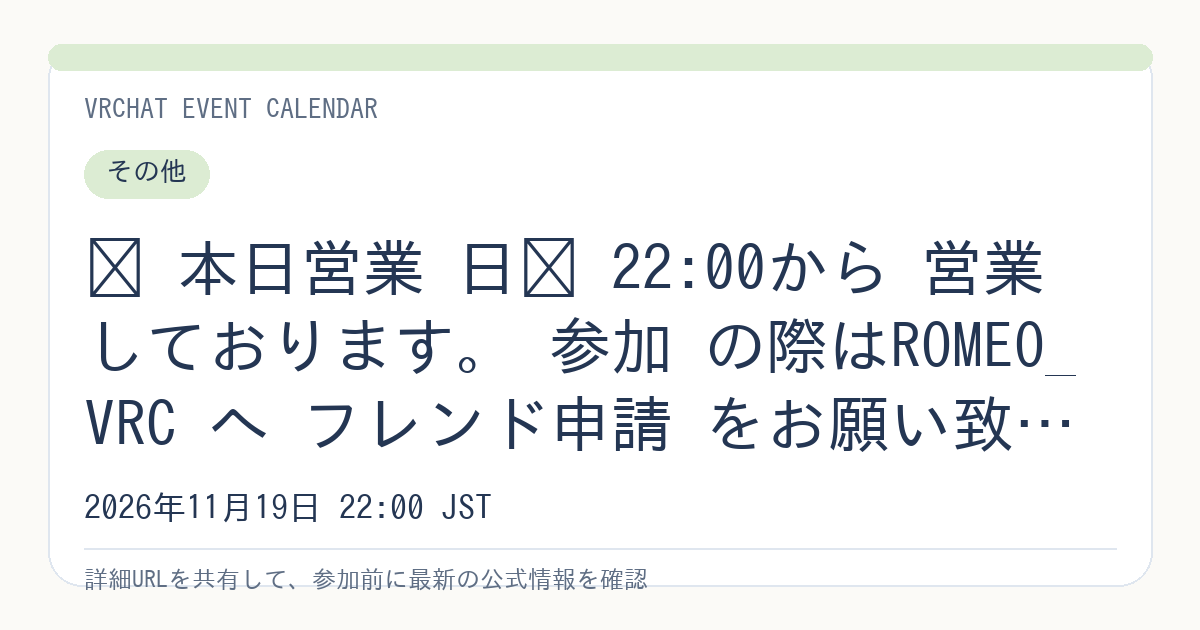 VRCHAT EVENT CALENDAR
その他
本日営業 日 22:00から 営業
しております。 参加 の際はROMEO_
VRC へ フレンド申請 をお願い致…
2026年11月19日 22:00 JST
詳細URLを共有して、参加前に最新の公式情報を確認